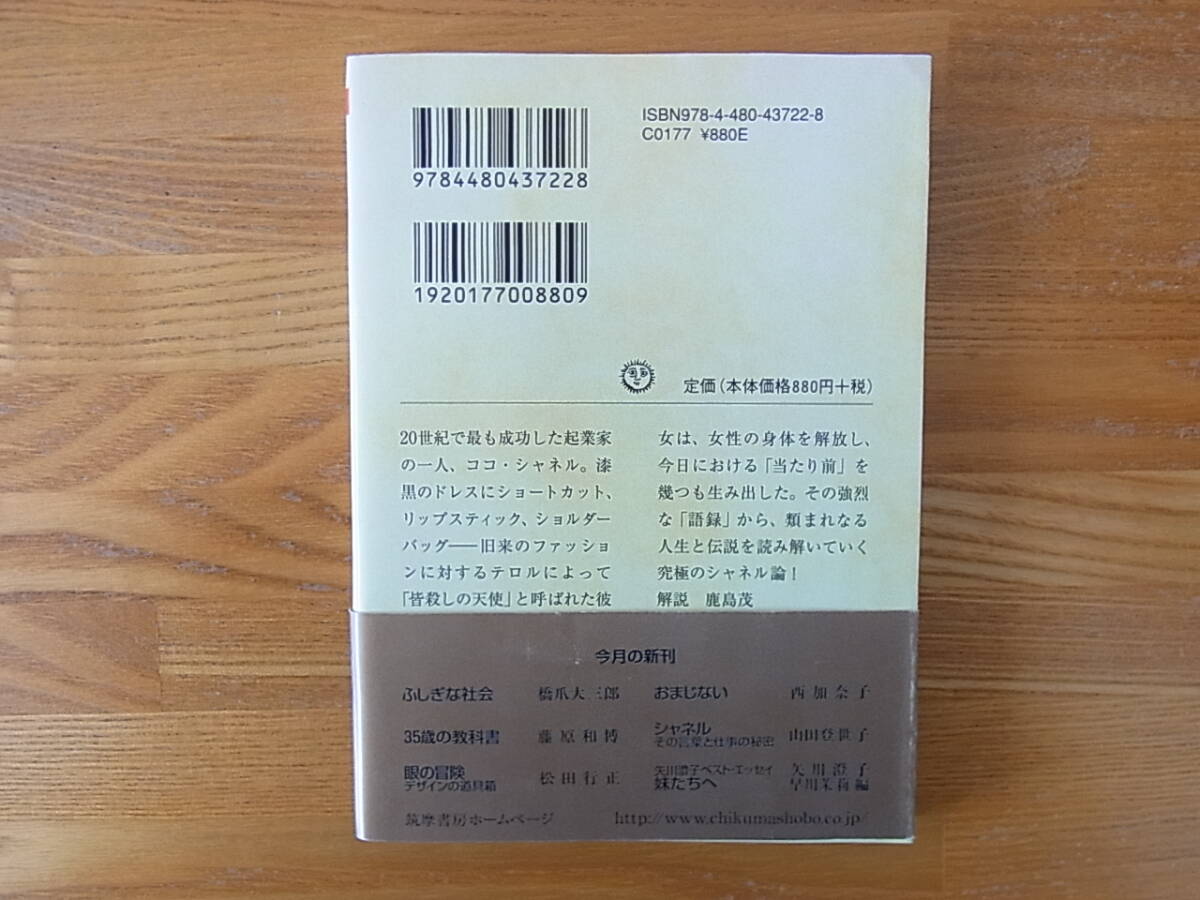 ISBN978-4-480-43722-8
C0177 ¥880E
9784480437228
1920177008809
定価(本体価格880円+税)
20世紀で最も成功した起業家
の一人、ココ・シャネル。漆
黒のドレスにショートカット、
リップスティック、ショルダー
バッグ――旧来のファッショ
ンに対するテロルによって
「皆殺しの天使」と呼ばれた彼
女は、女性の身体を解放し、
今日における「当たり前」を
幾つも生み出した。その強烈
な「語録」から、類まれなる
人生と伝説を読み解いていく
究極のシャネル論!
解説 鹿島茂
今月の新刊
ふしぎな社会 橋爪大三郎
35歳の教科書 藤原和博
眼の冒険
デザインの道具箱 松田行正
おまじない 西加奈子
シャネル
その言葉と仕事の秘密 山田登世子
矢川澄子ベスト・エッセイ 矢川澄子
妹たちへ 早川茉莉編
筑摩書房ホームページ http://www.chikumashobo.co.jp/